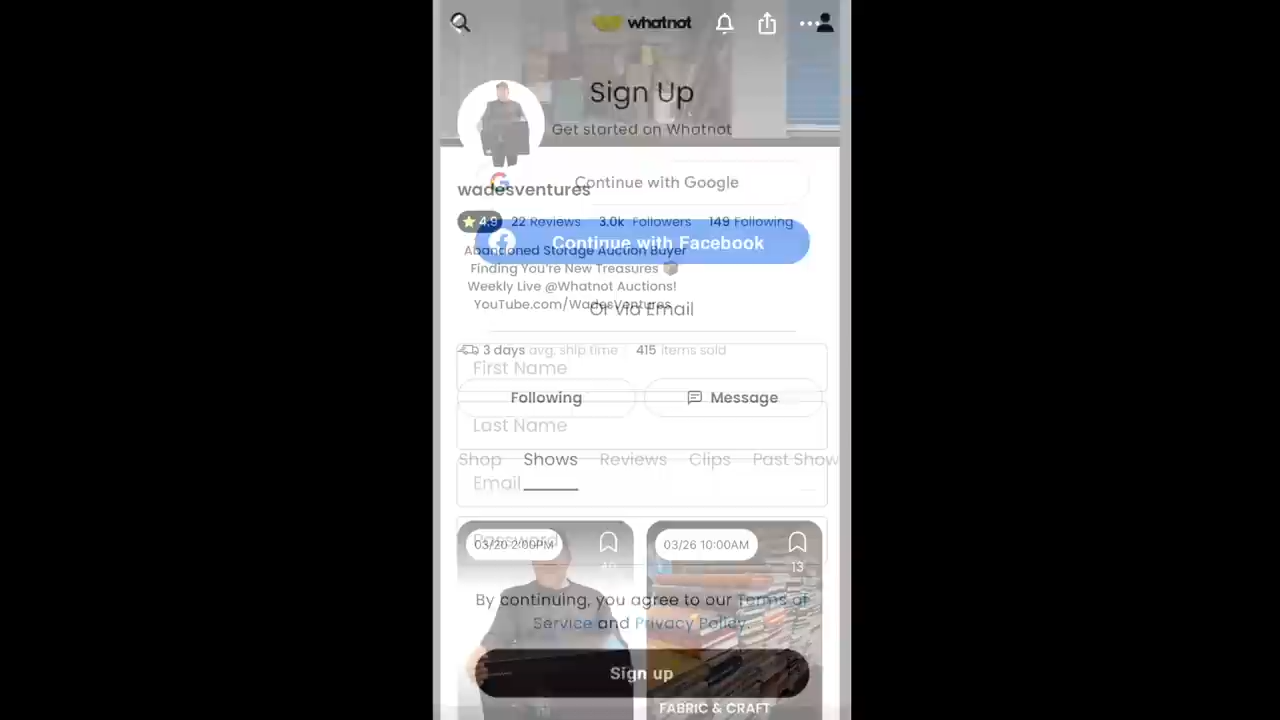 whatnot
Sign Up
Get started on Whatnot
Continue with Google
wadesventures
4.9 22 Reviews 3.0k Followers 149 Following
Continue with Facebook
Abandoned Storage Auction Buyer
Finding You're New Treasures
Weekly Live @Whatnot Auctions!
YouTube.com/WadesVentures
Or via Email
3 days avg. ship time 415 items sold
First Name
Following Message
Last Name
Shop Shows Reviews Clips Past Show
Email
Password
03/20 2:00PM 03/26 10:00AM
13
By continuing, you agree to our Terms of
Service and Privacy Policy.
Sign up
FABRIC & CRAFT